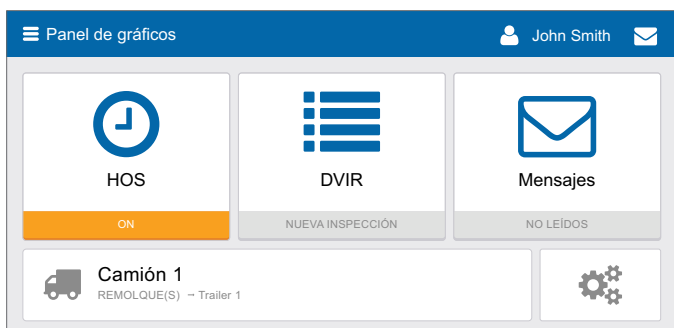 Panel de gráficos
John Smith
HOS
DVIR
Mensajes
ON
NUEVA INSPECCIÓN
NO LEÍDOS
Camión 1
REMOLQUE(S) → Trailer 1